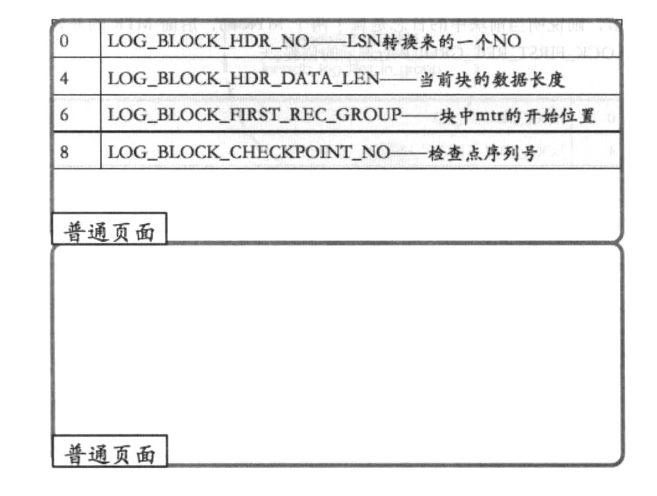 0 LOG_BLOCK_HDR_NO——LSN转换来的一个NO
4 LOG_BLOCK_HDR_DATA_LEN——当前块的数据长度
6 LOG_BLOCK_FIRST_REC_GROUP——块中mtr的开始位置
8 LOG_BLOCK_CHECKPOINT_NO——检查点序列号
普通页面
普通页面